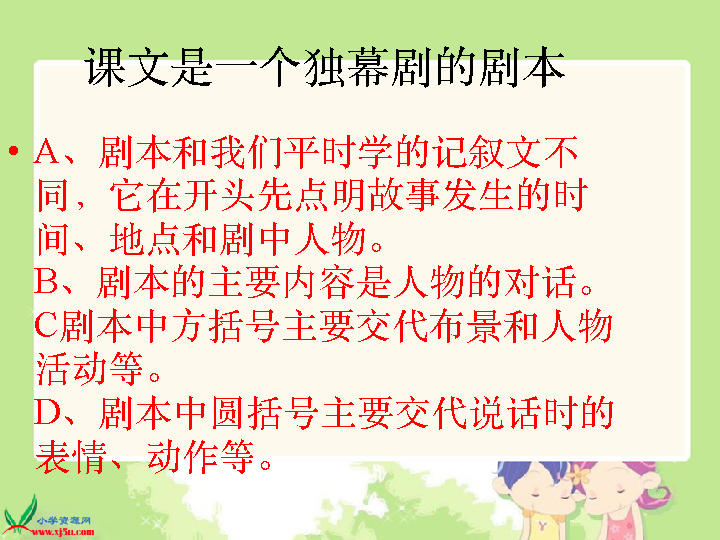 课文是一个独幕剧的剧本
• A、剧本和我们平时学的记叙文不
同，它在开头先点明故事发生的时
间、地点和剧中人物。
B、剧本的主要内容是人物的对话。
C剧本中方括号主要交代布景和人物
活动等。
D、剧本中圆括号主要交代说话时的
表情、动作等。
小学资源网
www.xj5u.com